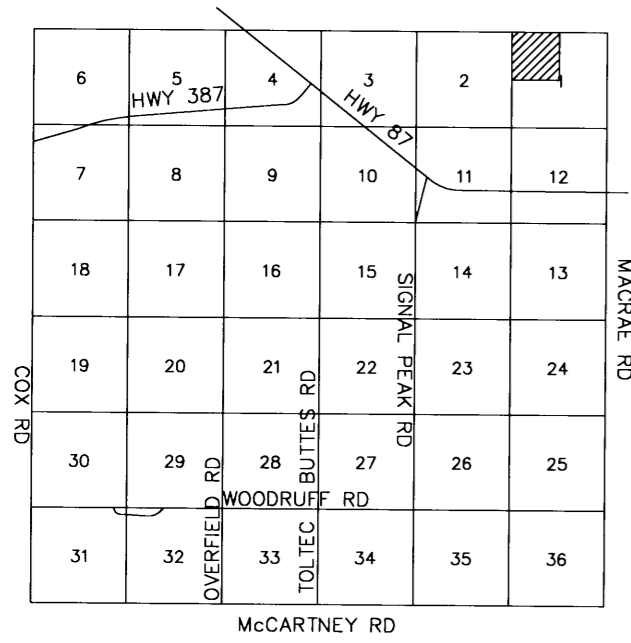 6 5 4 3 2 1
HWY 387
HWY 87
7 8 9 10 11 12
18 17 16 15 14 13
MACRAE RD
SIGNAL PEAK RD
19 20 21 22 23 24
COX RD
TOLTEC BUTTES RD
30 29 28 27 26 25
OVERFIELD RD
WOODRUFF RD
31 32 33 34 35 36
McCARTNEY RD